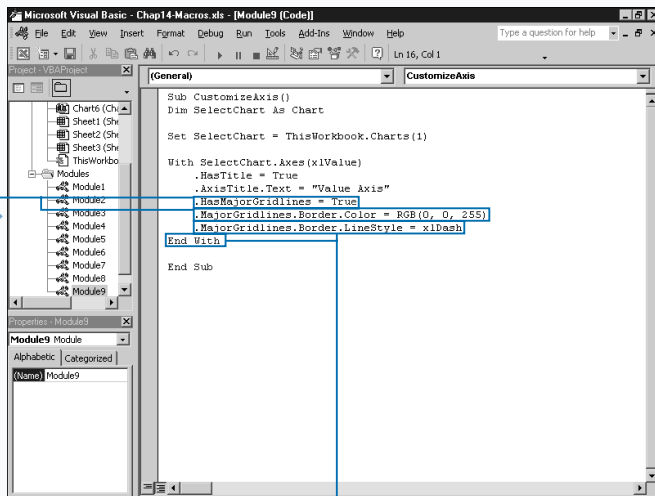 Microsoft Visual Basic - Chap14-Macros.xls - [Module9 (Code)]
File Edit View Insert Format Debug Run Tools Add-Ins Window Help
Type a question for help
Ln 16, Col 1
Project - VBAProject
(General)
CustomizeAxis
Chart6 (Cha
Sheet1 (She
Sheet2 (She
Sheet3 (She
ThisWorkbo
Modules
Module1
Module2
Module3
Module4
Module5
Module6
Module7
Module8
Module9
Properties - Module9
Module9 Module
Alphabetic Categorized
(Name) Module9
Sub CustomizeAxis()
Dim SelectChart As Chart
Set SelectChart = ThisWorkbook.Charts(1)
With SelectChart.Axes(xlValue)
.HasTitle = True
.AxisTitle.Text = "Value Axis"
.HasMajorGridlines = True
.MajorGridlines.Border.Color = RGB(0, 0, 255)
.MajorGridlines.Border.LineStyle = xlDash
End With
End Sub